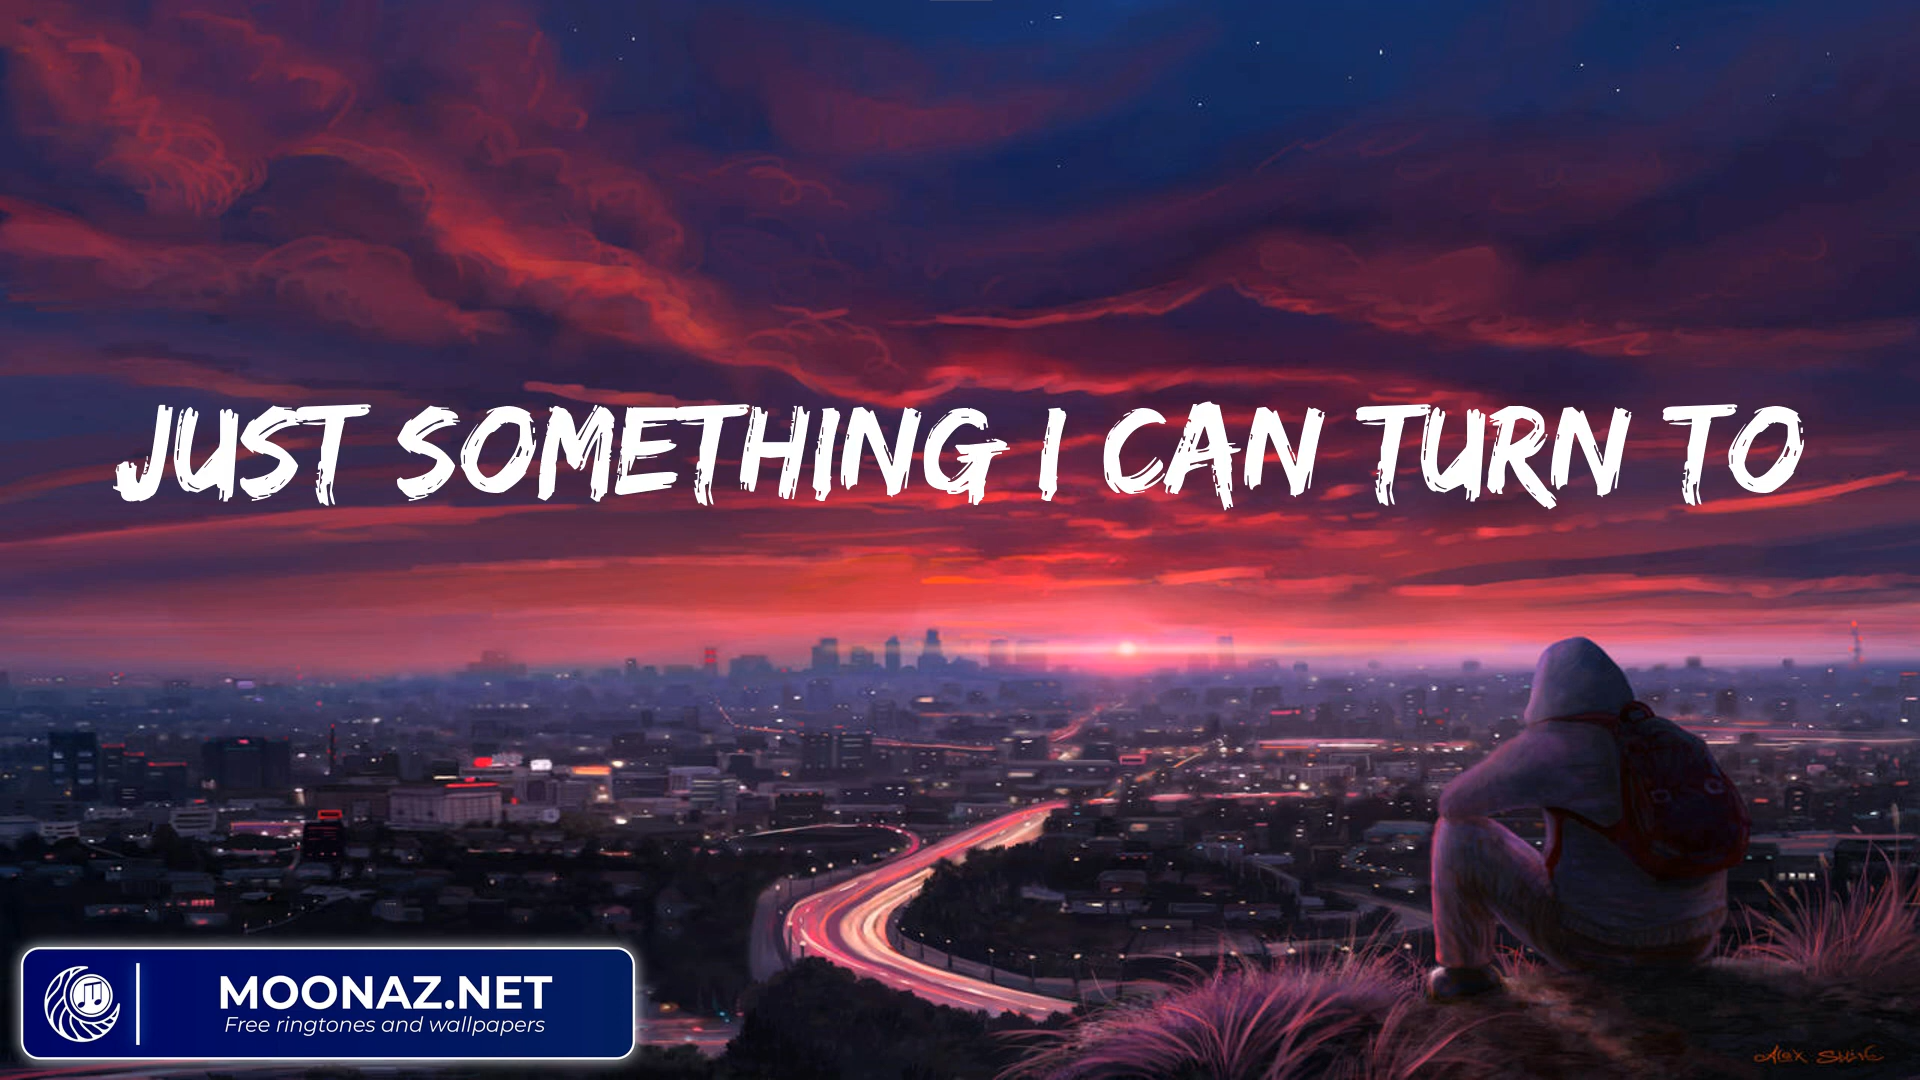 JUST SOMETHING I CAN TURN TO
MOONAZ.NET
Free ringtones and wallpapers